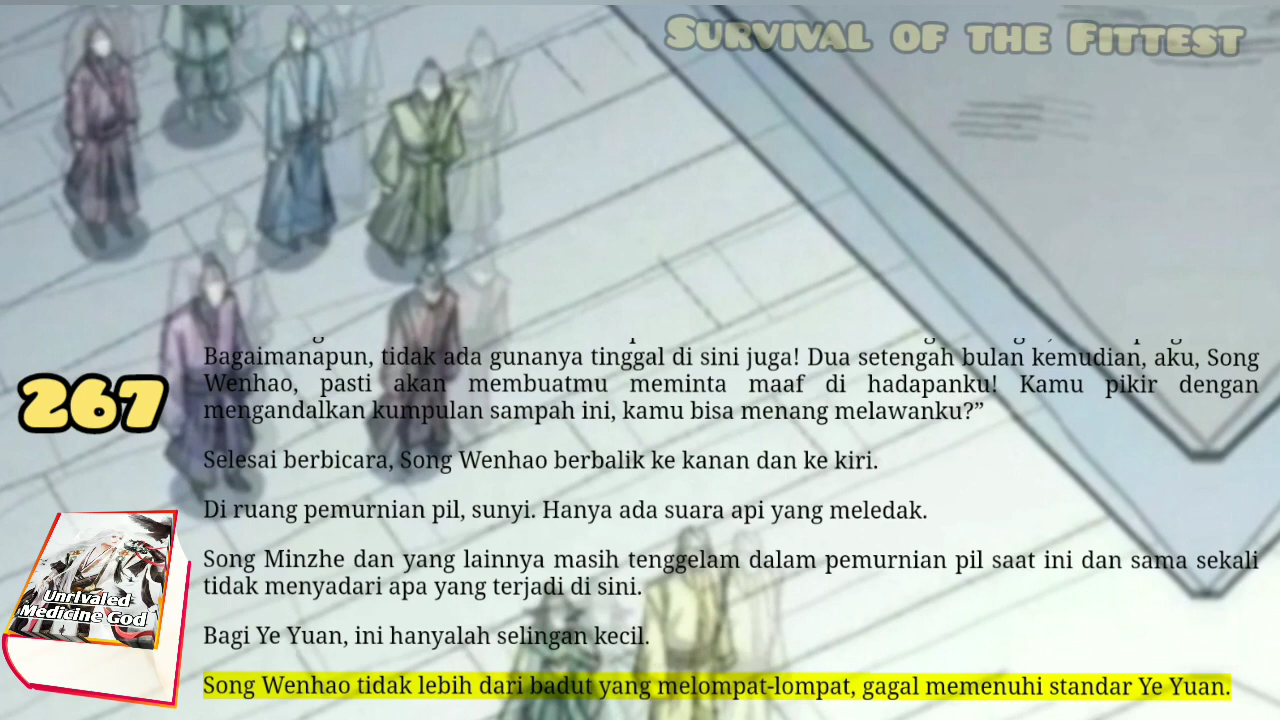 Survival of the Fittest
Bagaimanapun, tidak ada gunanya tinggal di sini juga! Dua setengah bulan kemudian, aku, Song
Wenhao, pasti akan membuatmu meminta maaf di hadapanku! Kamu pikir dengan
mengandalkan kumpulan sampah ini, kamu bisa menang melawanku?”
267
Selesai berbicara, Song Wenhao berbalik ke kanan dan ke kiri.
Di ruang pemurnian pil, sunyi. Hanya ada suara api yang meledak.
Song Minzhe dan yang lainnya masih tenggelam dalam pemurnian pil saat ini dan sama sekali
tidak menyadari apa yang terjadi di sini.
Bagi Ye Yuan, ini hanyalah selingan kecil.
Song Wenhao tidak lebih dari badut yang melompat-lompat, gagal memenuhi standar Ye Yuan.
Unrivaled
Medicine God